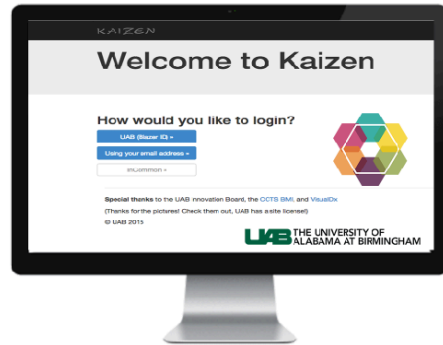 KAIZEN
Welcome to Kaizen
How would you like to login?
UAB (Blazer ID) »
Using your email address »
InCommon »
Special thanks to the UAB Innovation Board, the CCTS BMI, and VisualDx
(Thanks for the pictures! Check them out, UAB has a site license!)
© UAB 2015
UAB THE UNIVERSITY OF
ALABAMA AT BIRMINGHAM